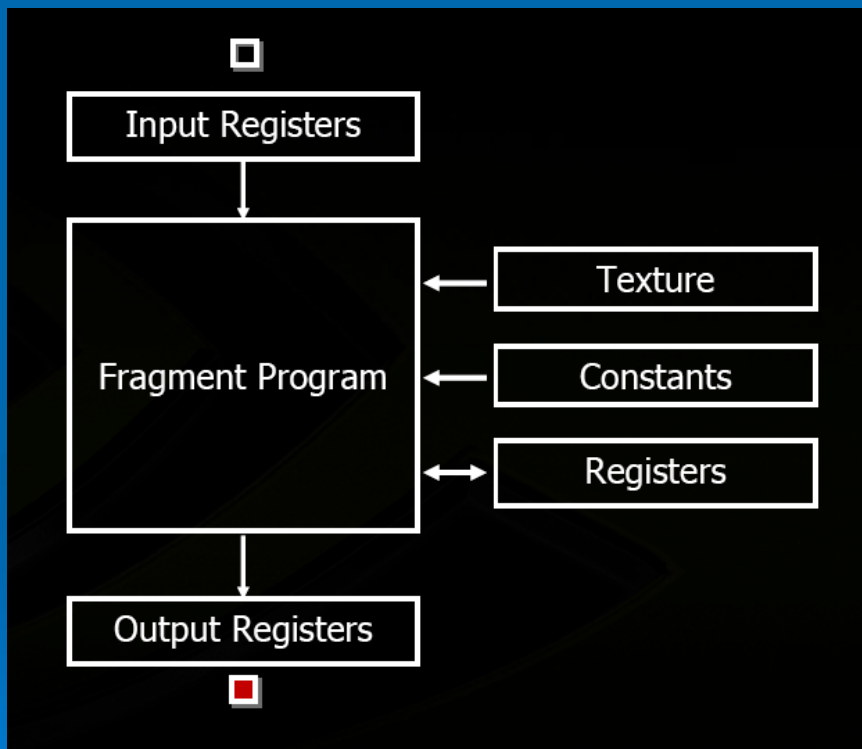 Input Registers
Texture
Fragment Program
Constants
Registers
Output Registers